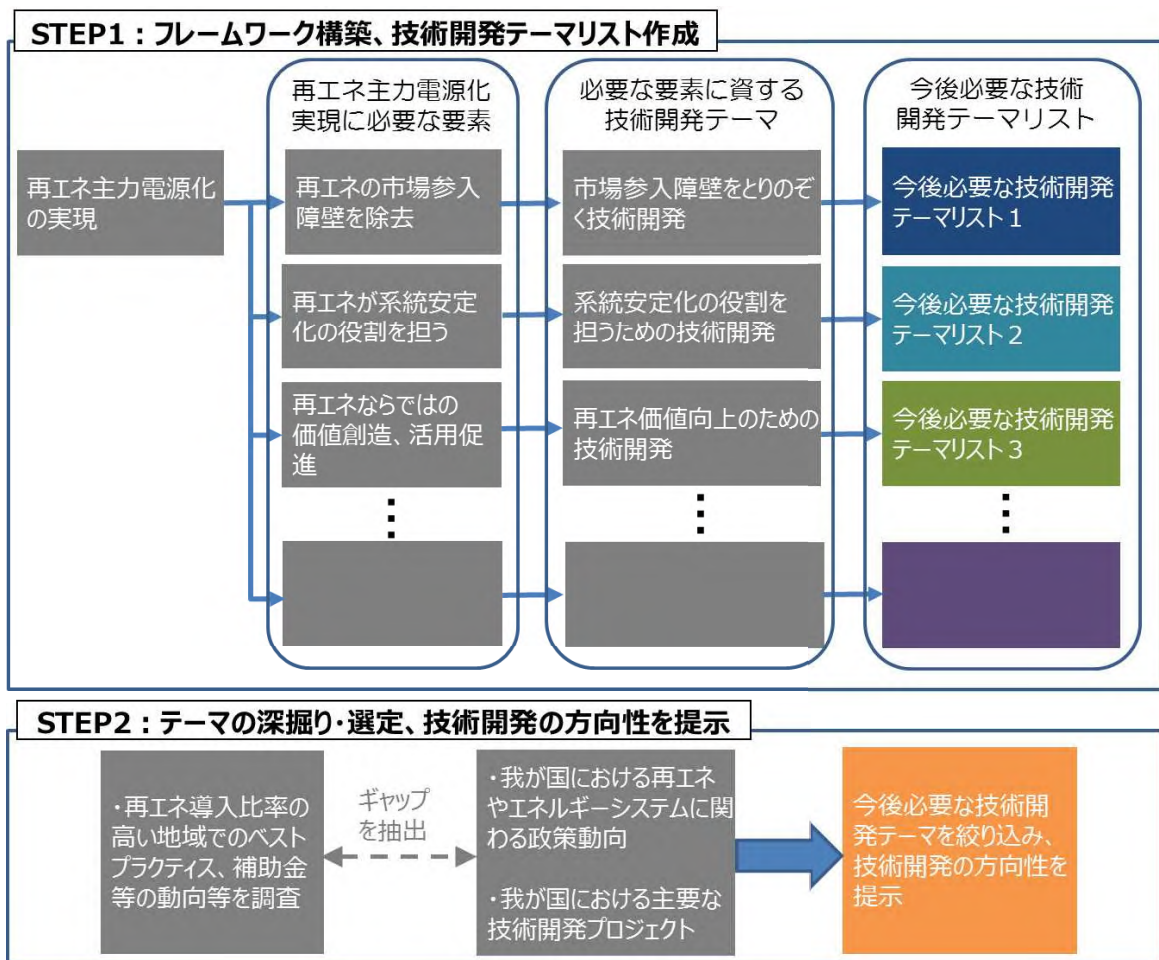 STEP1：フレームワーク構築、技術開発テーマリスト作成
再エネ主力電源化
実現に必要な要素
必要な要素に資する
技術開発テーマ
今後必要な技術
開発テーマリスト
再エネ主力電源化
の実現
再エネの市場参入
障壁を除去
市場参入障壁をとりのぞ
く技術開発
今後必要な技術開発
テーマリスト1
再エネが系統安定
化の役割を担う
系統安定化の役割を
担うための技術開発
今後必要な技術開発
テーマリスト2
再エネならではの
価値創造、活用促
進
再エネ価値向上のための
技術開発
今後必要な技術開発
テーマリスト3
STEP2：テーマの深掘り・選定、技術開発の方向性を提示
・再エネ導入比率の
高い地域でのベスト
プラクティス、補助金
等の動向等を調査
ギャップ
を抽出
・我が国における再エネ
やエネルギーシステムに関
わる政策動向
・我が国における主要な
技術開発プロジェクト
今後必要な技術開
発テーマを絞り込み、
技術開発の方向性を
提示